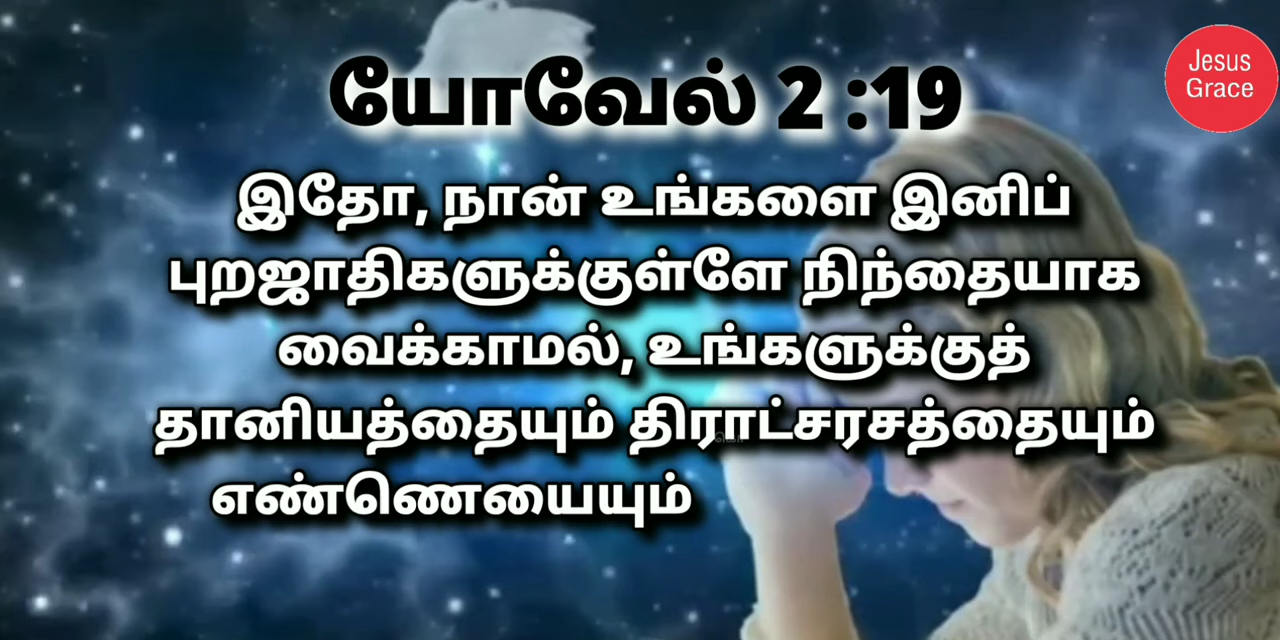 யோவேல் 2 :19
Jesus
Grace
இதோ, நான் உங்களை இனிப்
புறஜாதிகளுக்குள்ளே நிந்தையாக
வைக்காமல், உங்களுக்குத்
தானியத்தையும் திராட்சரசத்தையும்
எண்ணெயையும்